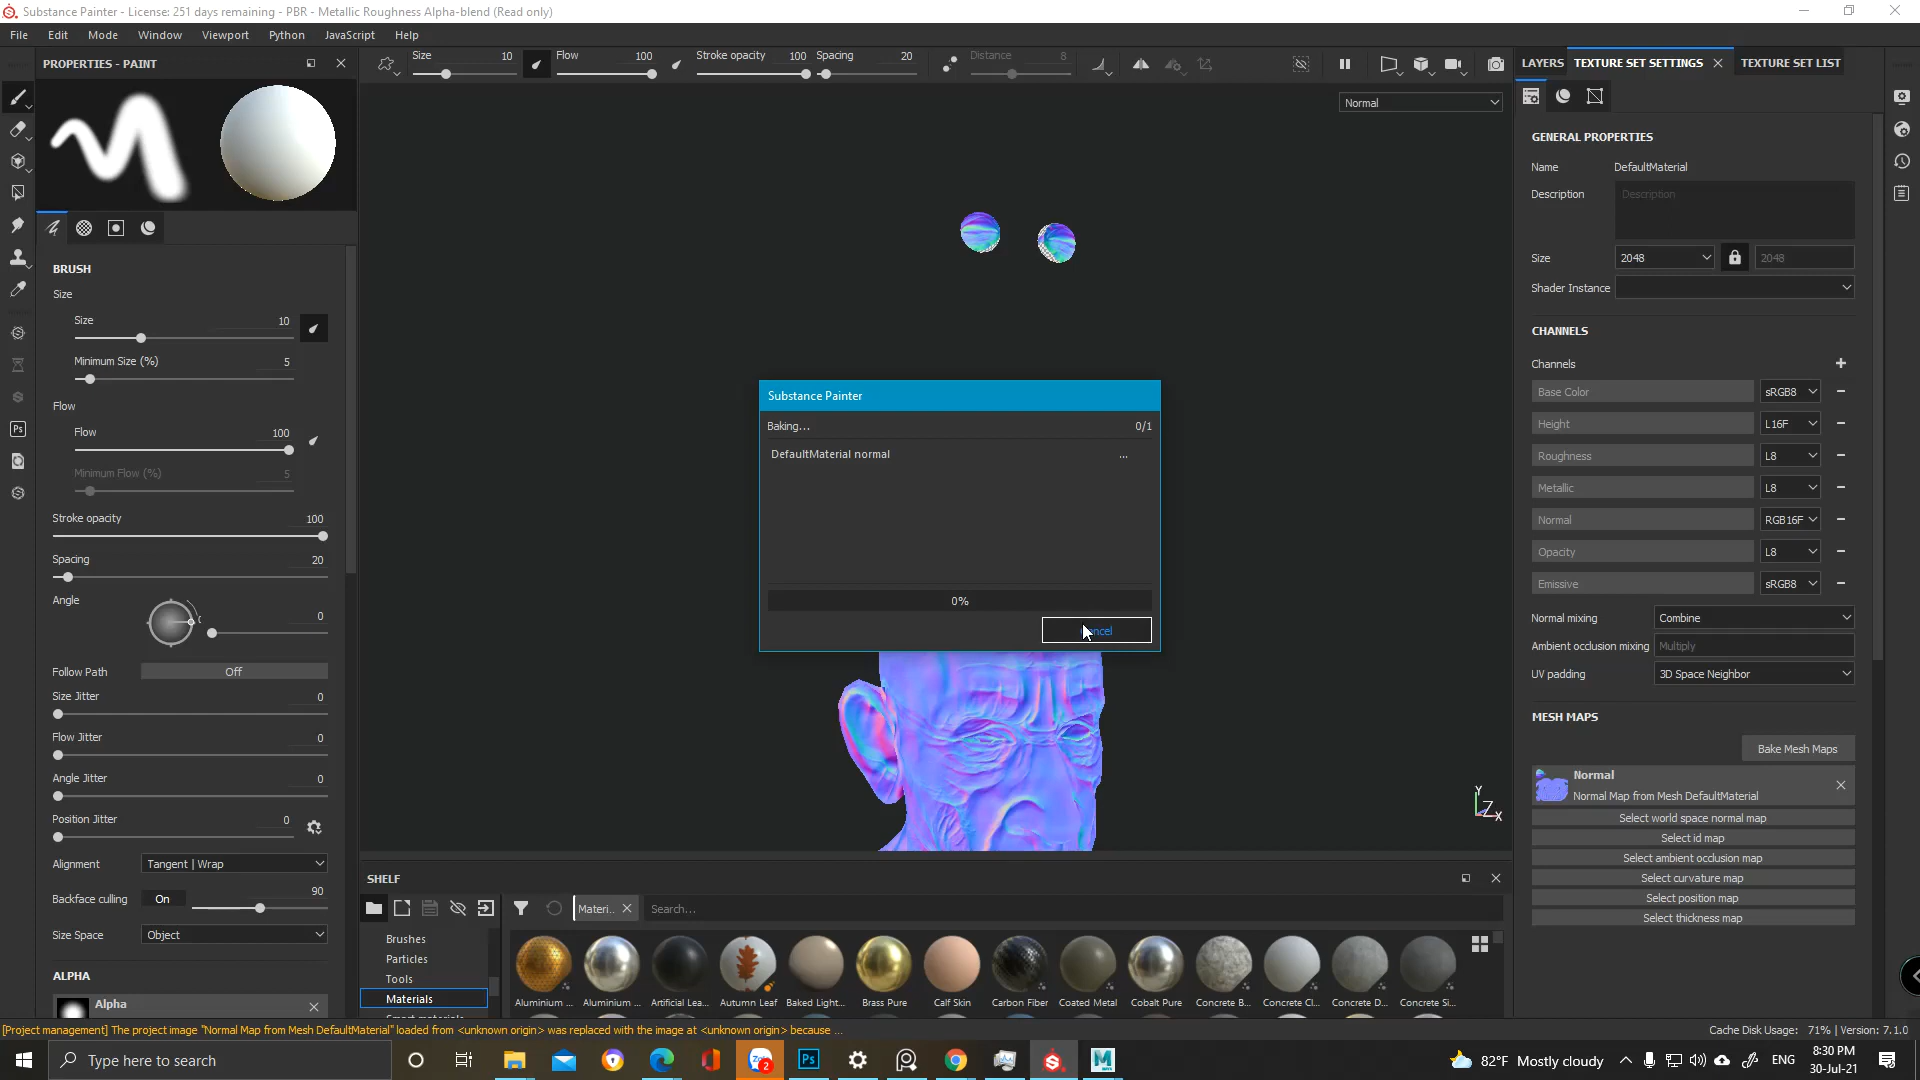 Substance Painter - License: 251 days remaining - PBR - Metallic Roughness Alpha-blend (Read only)
File Edit Mode Window Viewport Python JavaScript Help
PROPERTIES - PAINT
Size 10 Flow 100 Stroke opacity 100 Spacing 20 Distance 8
LAYERS TEXTURE SET SETTINGS TEXTURE SET LIST
Normal
BRUSH
Size
Size 10
Minimum Size (%) 5
Flow
Flow 100
Minimum Flow (%) 5
Stroke opacity 100
Spacing 20
Angle 0
Follow Path Off
Size Jitter 0
Flow Jitter 0
Angle Jitter 0
Position Jitter 0
Alignment Tangent | Wrap
Backface culling On 90
Size Space Object
ALPHA
Alpha
Ps
Substance Painter
Baking... 0/1
DefaultMaterial normal ...
0%
Y
Z
X
GENERAL PROPERTIES
Name DefaultMaterial
Description Description
Size 2048 2048
Shader Instance
CHANNELS
Channels
Base Color sRGB8
Height L16F
Roughness L8
Metallic L8
Normal RGB16F
Opacity L8
Emissive sRGB8
Normal mixing Combine
Ambient occlusion mixing Multiply
UV padding 3D Space Neighbor
MESH MAPS
Bake Mesh Maps
Normal
Normal Map from Mesh DefaultMaterial
Select world space normal map
Select id map
Select ambient occlusion map
Select curvature map
Select position map
Select thickness map
SHELF
Materi.. Search...
Brushes
Particles
Tools
Materials
Aluminium ... Aluminium ... Artificial Lea... Autumn Leaf Baked Light... Brass Pure Calf Skin Carbon Fiber Coated Metal Cobalt Pure Concrete B... Concrete Cl... Concrete D... Concrete Si...
[Project management] The project image "Normal Map from Mesh DefaultMaterial" loaded from <unknown origin> was replaced with the image at <unknown origin> because ...
Cache Disk Usage: 71% | Version: 7.1.0
Type here to search
2
Ps
82°F Mostly cloudy
ENG
8:30 PM
30-Jul-21